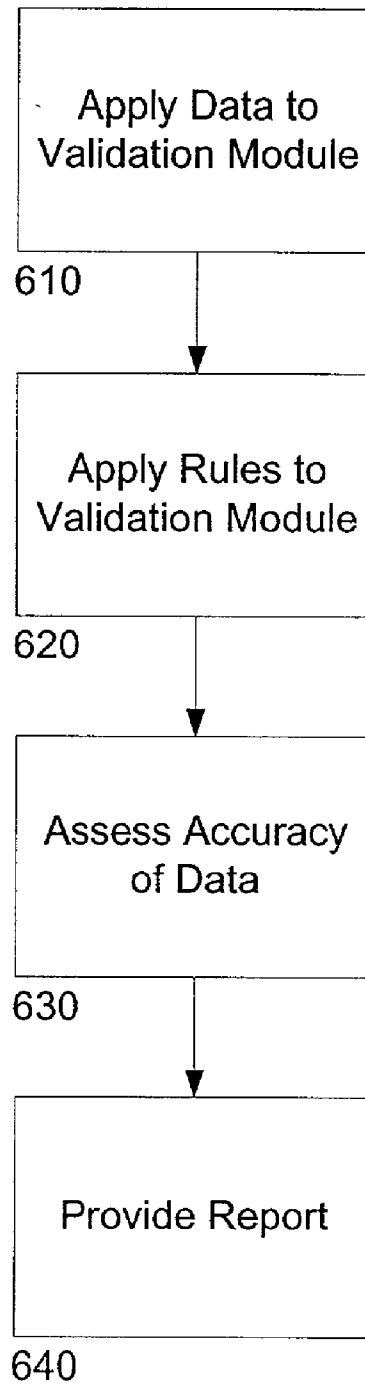 Apply Data to
Validation Module
610
Apply Rules to
Validation Module
620
Assess Accuracy
of Data
630
Provide Report
640